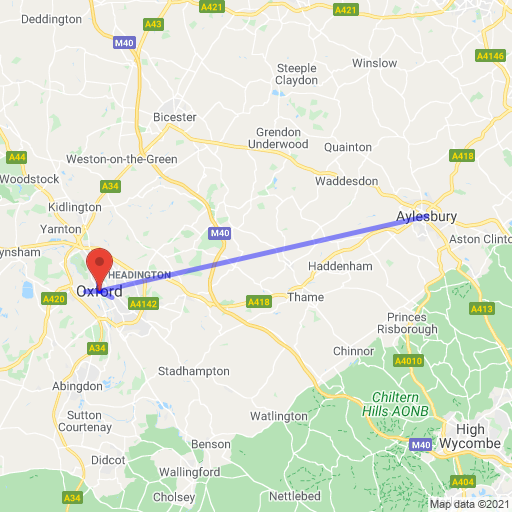 Deddington
A43
A421
A421
M40
Winslow
A4146
Steeple
Claydon
Bicester
Grendon
Underwood
Quainton
A44
Weston-on-the-Green
A418
Woodstock
A34
Waddesdon
Kidlington
Aylesbury
Yarnton
M40
Aston Clinto
ynsham
HEADINGTON
Haddenham
Oxford
A420
A4142
A418
Thame
A413
Princes
Risborough
A34
Chinnor
A4010
Stadhampton
Abingdon
Chiltern
Hills AONB
Sutton
Courtenay
Watlington
High
Wycombe
Benson
M40
Didcot
Wallingford
A404
A34
Cholsey
Nettlebed
Map data ©2021